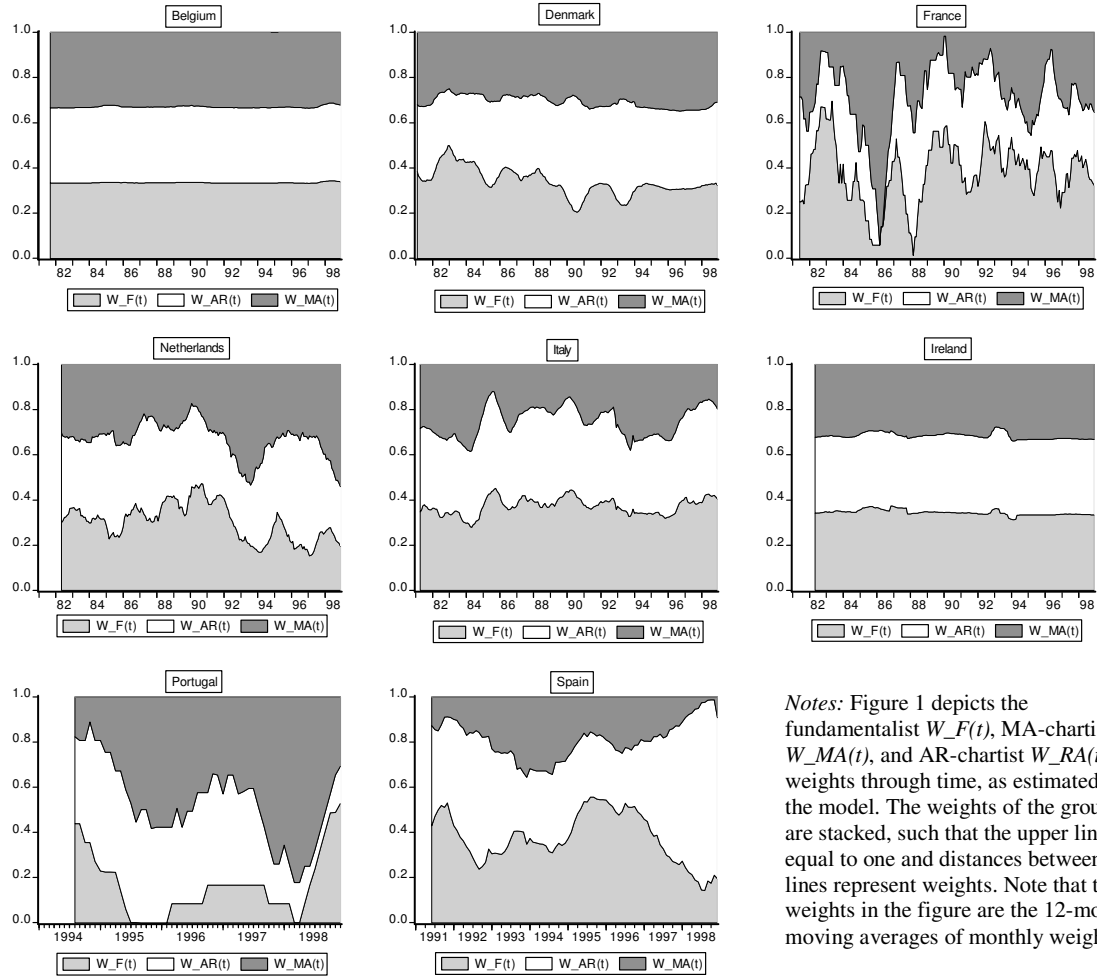 Belgium
1.0
0.8
0.6
0.4
0.2
0.0
82 84 86 88 90 92 94 96 98
W_F(t) W_AR(t) W_MA(t)
Denmark
1.0
0.8
0.6
0.4
0.2
0.0
82 84 86 88 90 92 94 96 98
W_F(t) W_AR(t) W_MA(t)
France
1.0
0.8
0.6
0.4
0.2
0.0
82 84 86 88 90 92 94 96 98
W_F(t) W_AR(t) W_MA(t)
Netherlands
1.0
0.8
0.6
0.4
0.2
0.0
82 84 86 88 90 92 94 96 98
W_F(t) W_AR(t) W_MA(t)
Italy
1.0
0.8
0.6
0.4
0.2
0.0
82 84 86 88 90 92 94 96 98
W_F(t) W_AR(t) W_MA(t)
Ireland
1.0
0.8
0.6
0.4
0.2
0.0
82 84 86 88 90 92 94 96 98
W_F(t) W_AR(t) W_MA(t)
Portugal
1.0
0.8
0.6
0.4
0.2
0.0
1994 1995 1996 1997 1998
W_F(t) W_AR(t) W_MA(t)
Spain
1.0
0.8
0.6
0.4
0.2
0.0
1991 1992 1993 1994 1995 1996 1997 1998
W_F(t) W_AR(t) W_MA(t)
Notes: Figure 1 depicts the
fundamentalist W_F(t), MA-charti
W_MA(t), and AR-chartist W_RA(
weights through time, as estimated
the model. The weights of the grou
are stacked, such that the upper lin
equal to one and distances between
lines represent weights. Note that t
weights in the figure are the 12-mo
moving averages of monthly weigh